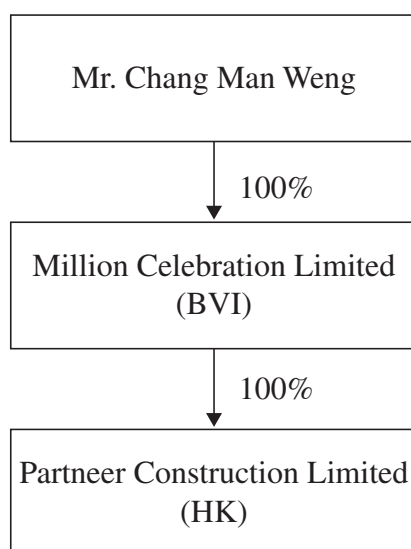 Mr. Chang Man Weng
100%
Million Celebration Limited
(BVI)
100%
Partneer Construction Limited
(HK)